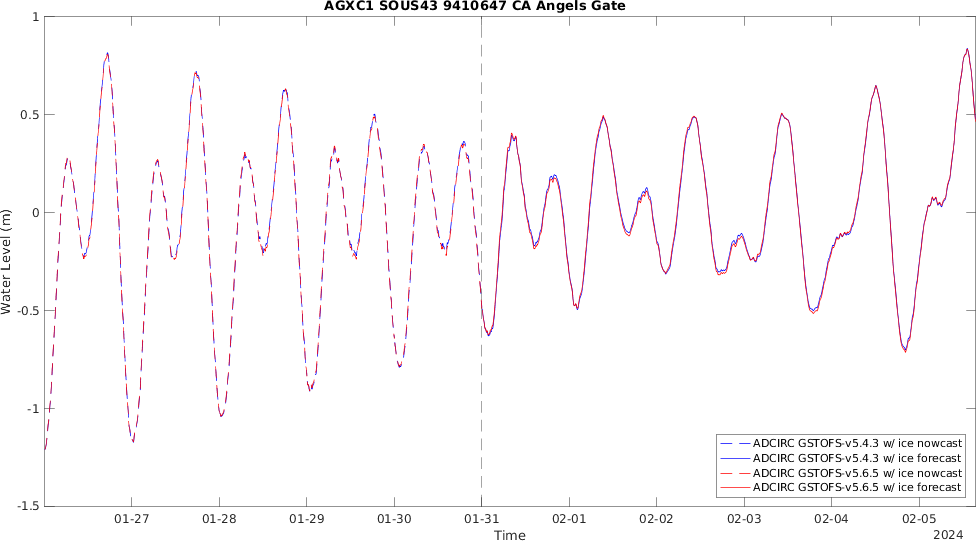 AGXC1 SOUS43 9410647 CA Angels Gate
1
0.5
0
-0.5
-1
-1.5
Water Level (m)
01-27 01-28 01-29 01-30 01-31 02-01 02-02 02-03 02-04 02-05
Time
2024
ADCIRC GSTOFS-v5.4.3 w/ ice nowcast
ADCIRC GSTOFS-v5.4.3 w/ ice forecast
ADCIRC GSTOFS-v5.6.5 w/ ice nowcast
ADCIRC GSTOFS-v5.6.5 w/ ice forecast